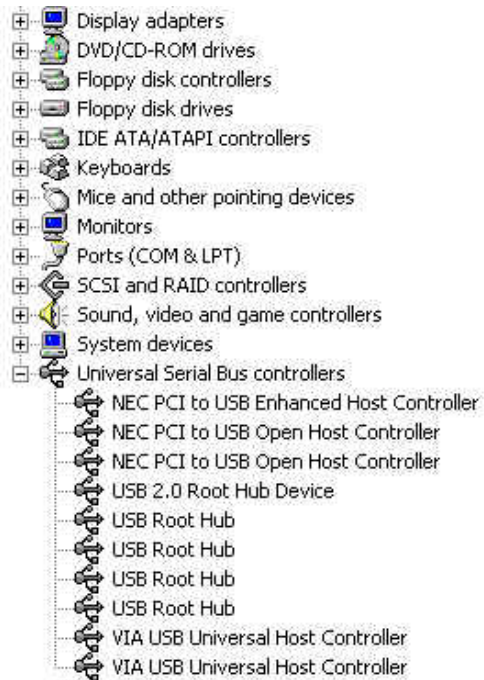 Display adapters
DVD/CD-ROM drives
Floppy disk controllers
Floppy disk drives
IDE ATA/ATAPI controllers
Keyboards
Mice and other pointing devices
Monitors
Ports (COM & LPT)
SCSI and RAID controllers
Sound, video and game controllers
System devices
Universal Serial Bus controllers
NEC PCI to USB Enhanced Host Controller
NEC PCI to USB Open Host Controller
NEC PCI to USB Open Host Controller
USB 2.0 Root Hub Device
USB Root Hub
USB Root Hub
USB Root Hub
USB Root Hub
VIA USB Universal Host Controller
VIA USB Universal Host Controller